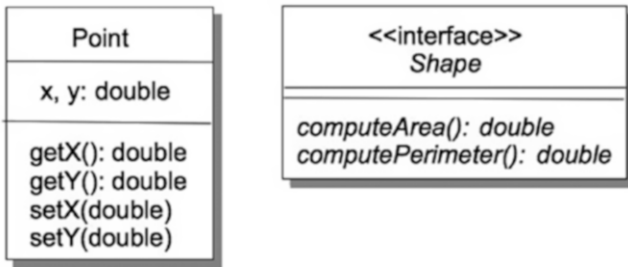 Point
x, y: double
getX(): double
getY(): double
setX(double)
setY(double)
<<interface>>
Shape
computeArea(): double
computePerimeter(): double